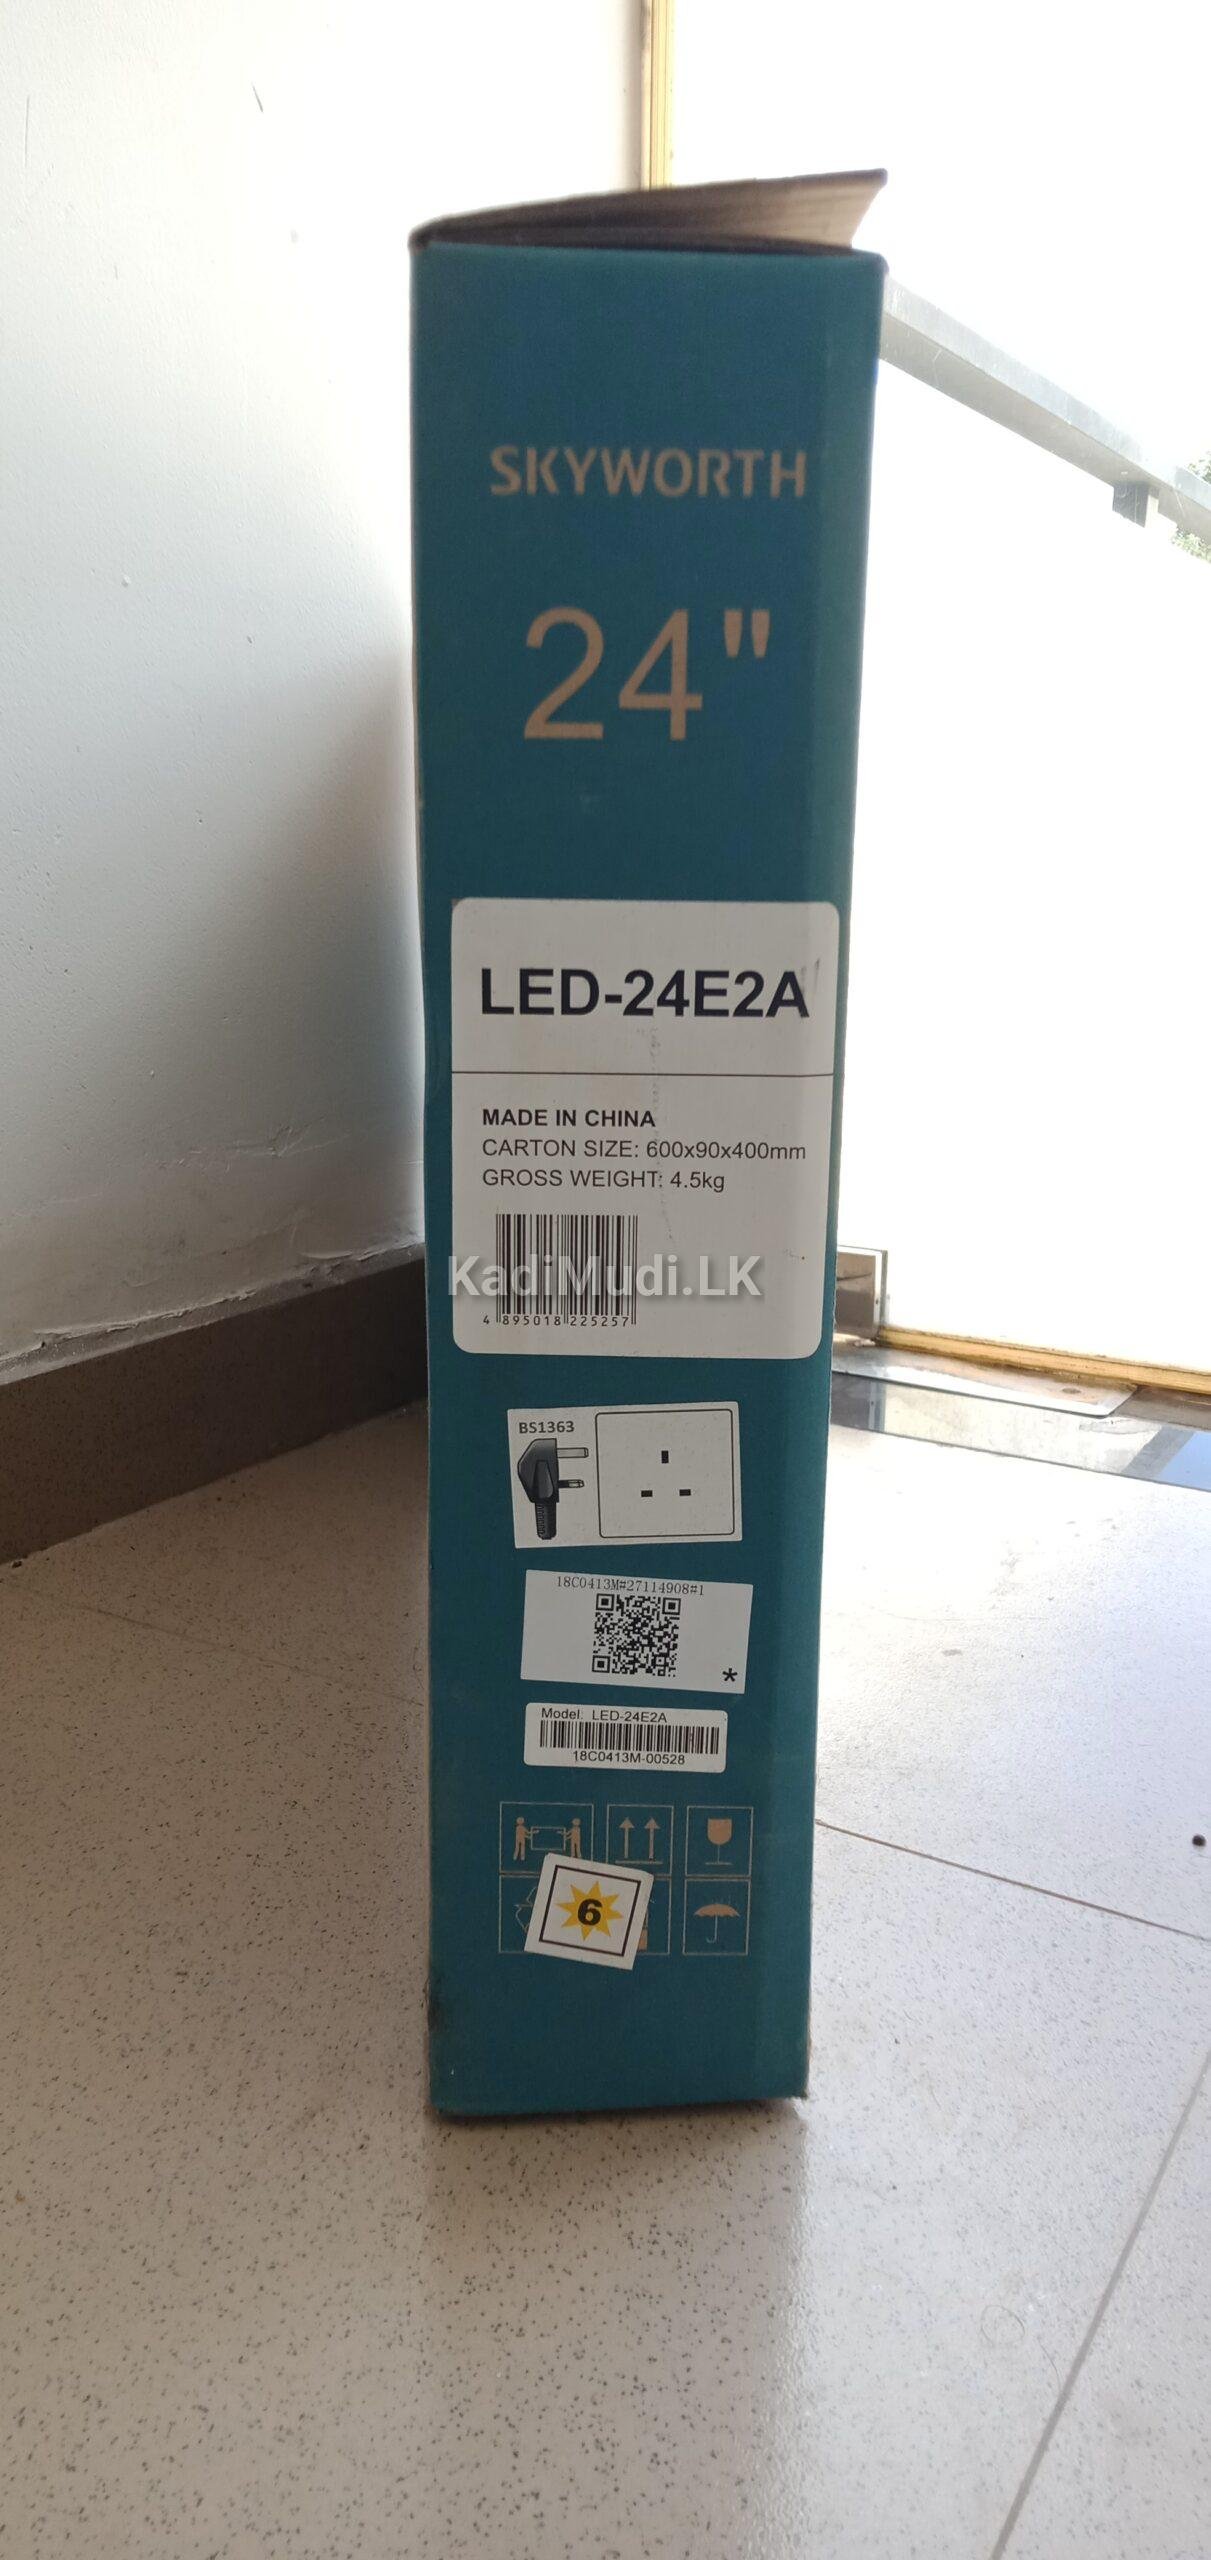 SKYWORTH
24"
LED-24E2A
MADE IN CHINA
CARTON SIZE: 600x90x400mm
GROSS WEIGHT: 4.5kg
KadiMudi.LK
4 895018 225257
BS1363
18C0413M#27114908#1
*
Model: LED-24E2A
18C0413M-00528
6